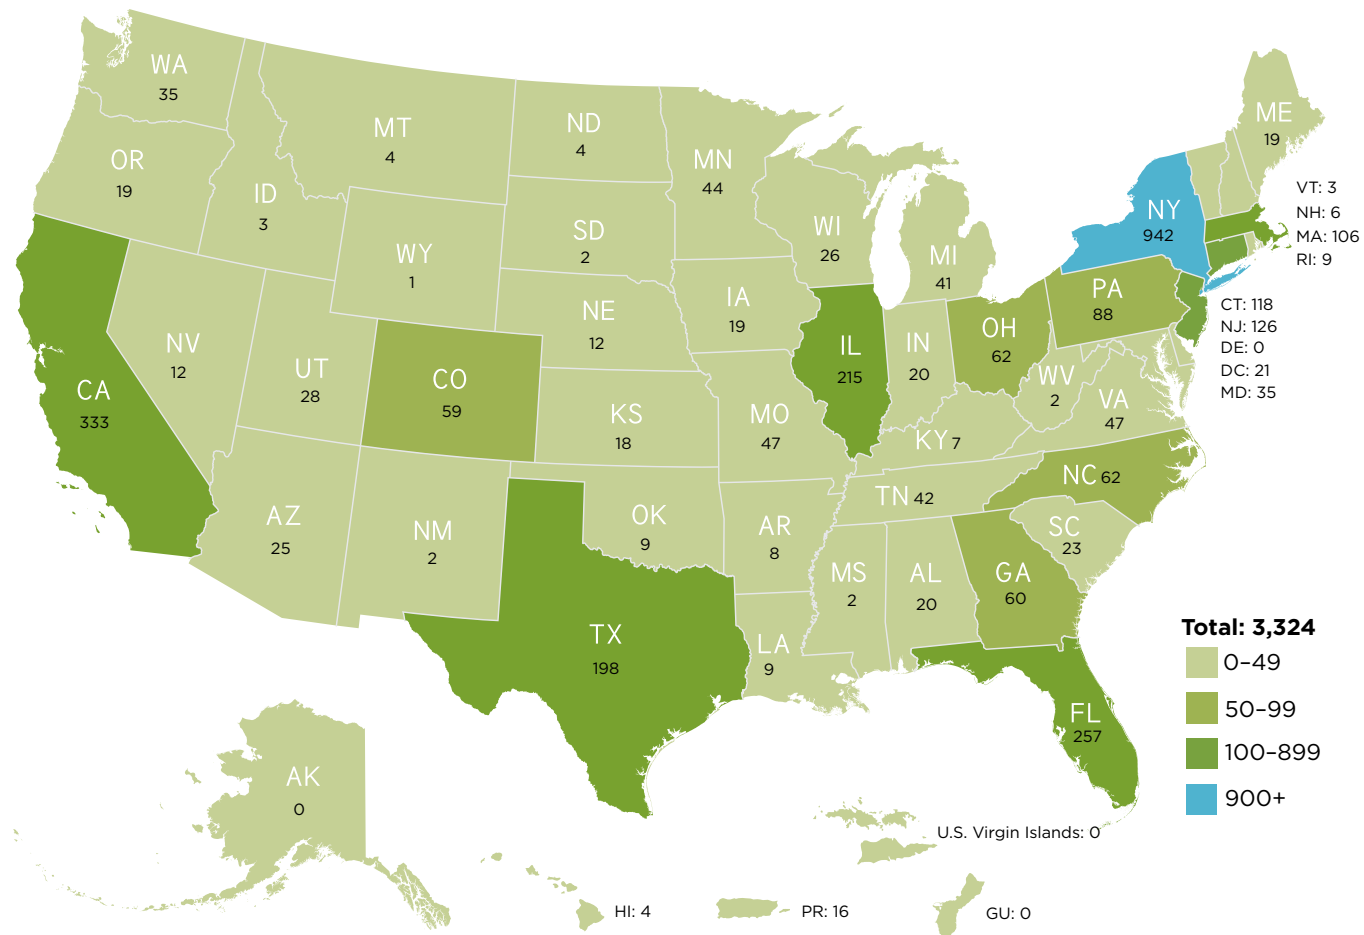 WA
35
OR
19
CA
333
ID
3
NV
12
MT
4
WY
1
UT
28
AZ
25
CO
59
NM
2
ND
4
SD
2
NE
12
KS
18
OK
9
TX
198
MN
44
IA
19
MO
47
AR
8
LA
9
WI
26
IL
215
MI
41
IN
20
OH
62
KY 7
TN 42
MS
2
AL
20
GA
60
FL
257
SC
23
NC 62
WV
2
VA
47
PA
88
NY
942
ME
19
VT: 3
NH: 6
MA: 106
RI: 9
CT: 118
NJ: 126
DE: 0
DC: 21
MD: 35
Total: 3,324
0–49
50–99
100–899
900+
AK
0
HI: 4
PR: 16
U.S. Virgin Islands: 0
GU: 0